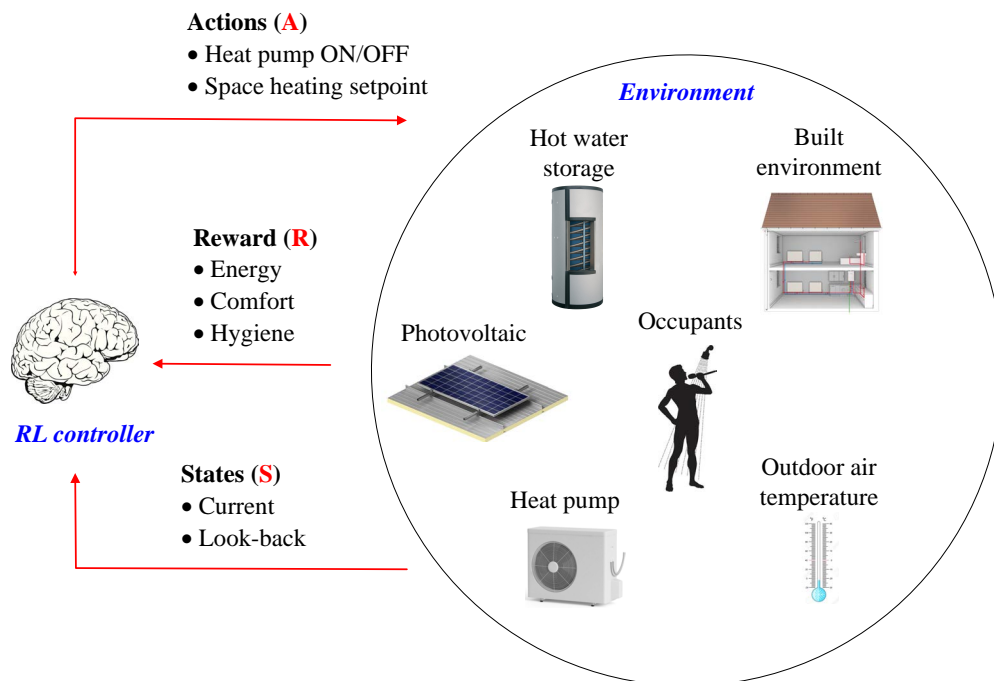 Actions (A)
• Heat pump ON/OFF
• Space heating setpoint
Environment
Hot water
storage
Built
environment
Reward (R)
• Energy
• Comfort
• Hygiene
Photovoltaic
Occupants
RL controller
States (S)
• Current
• Look-back
Heat pump
Outdoor air
temperature